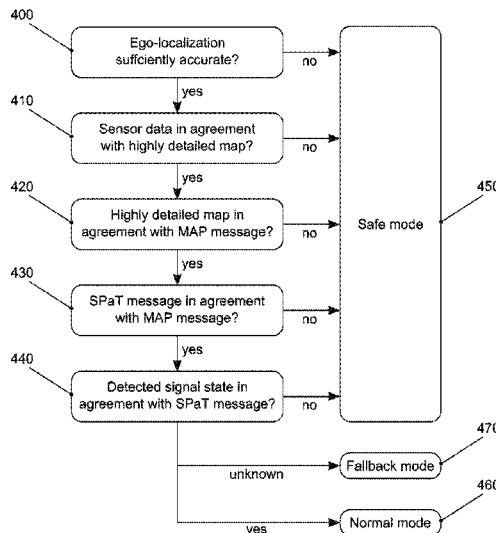 400
Ego-localization
suffciently accurate?
no
yes
410
Sensor data in agreement
with highly detailed map?
no
yes
420
Highly detailed map in
agreement with MAP message?
no
yes
Safe mode
450
430
SPaT message in agreement
with MAP message?
no
yes
440
Detected signal state in
agreement with SPaT message?
no
470
unknown
Fallback mode
460
yes
Normal mode